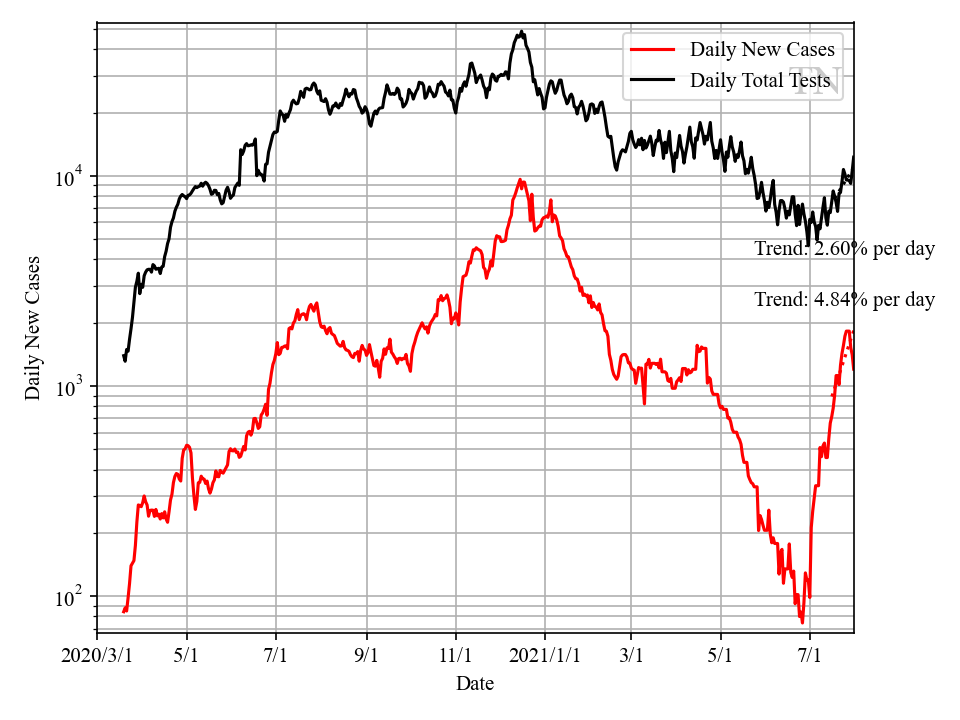 Daily New Cases
Daily Total Tests
TN
10^4
10^3
10^2
Trend: 2.60% per day
Trend: 4.84% per day
Daily New Cases
2020/3/1 5/1 7/1 9/1 11/1 2021/1/1 3/1 5/1 7/1
Date